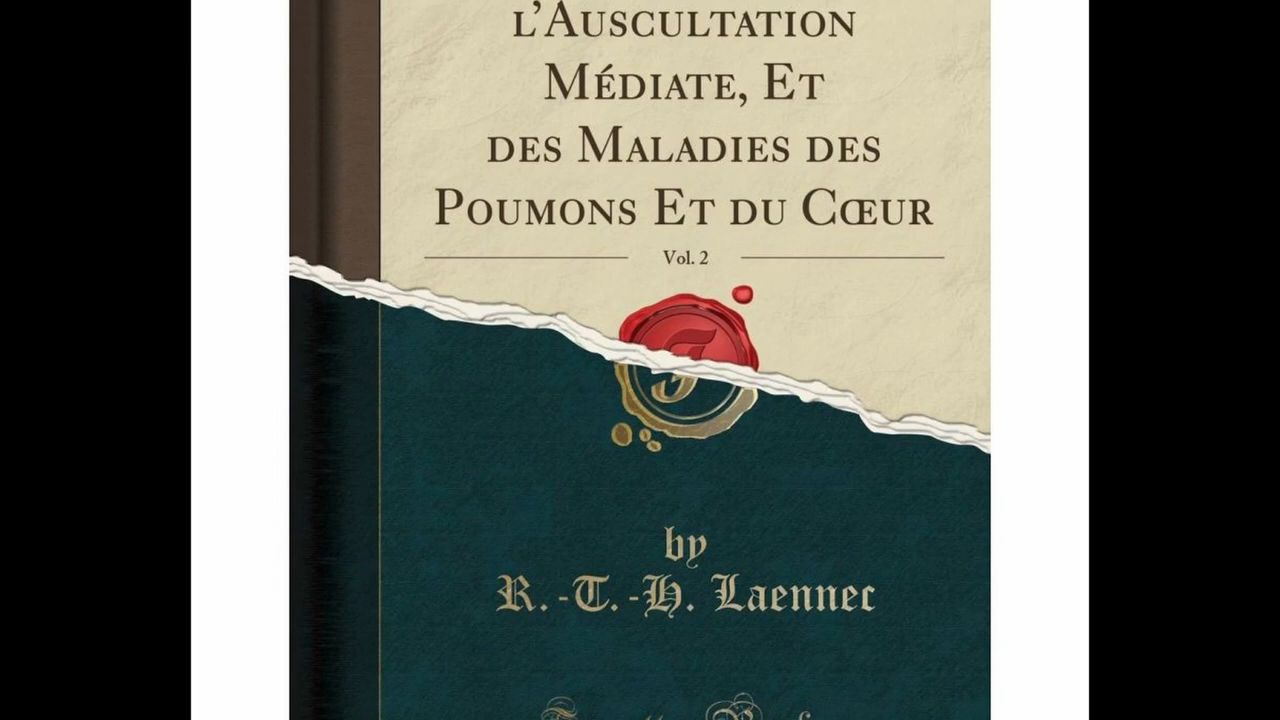 l'Auscultation
Médiate, Et
des Maladies des
Poumons Et du Cœur
Vol. 2
by
R.-T.-H. Laennec